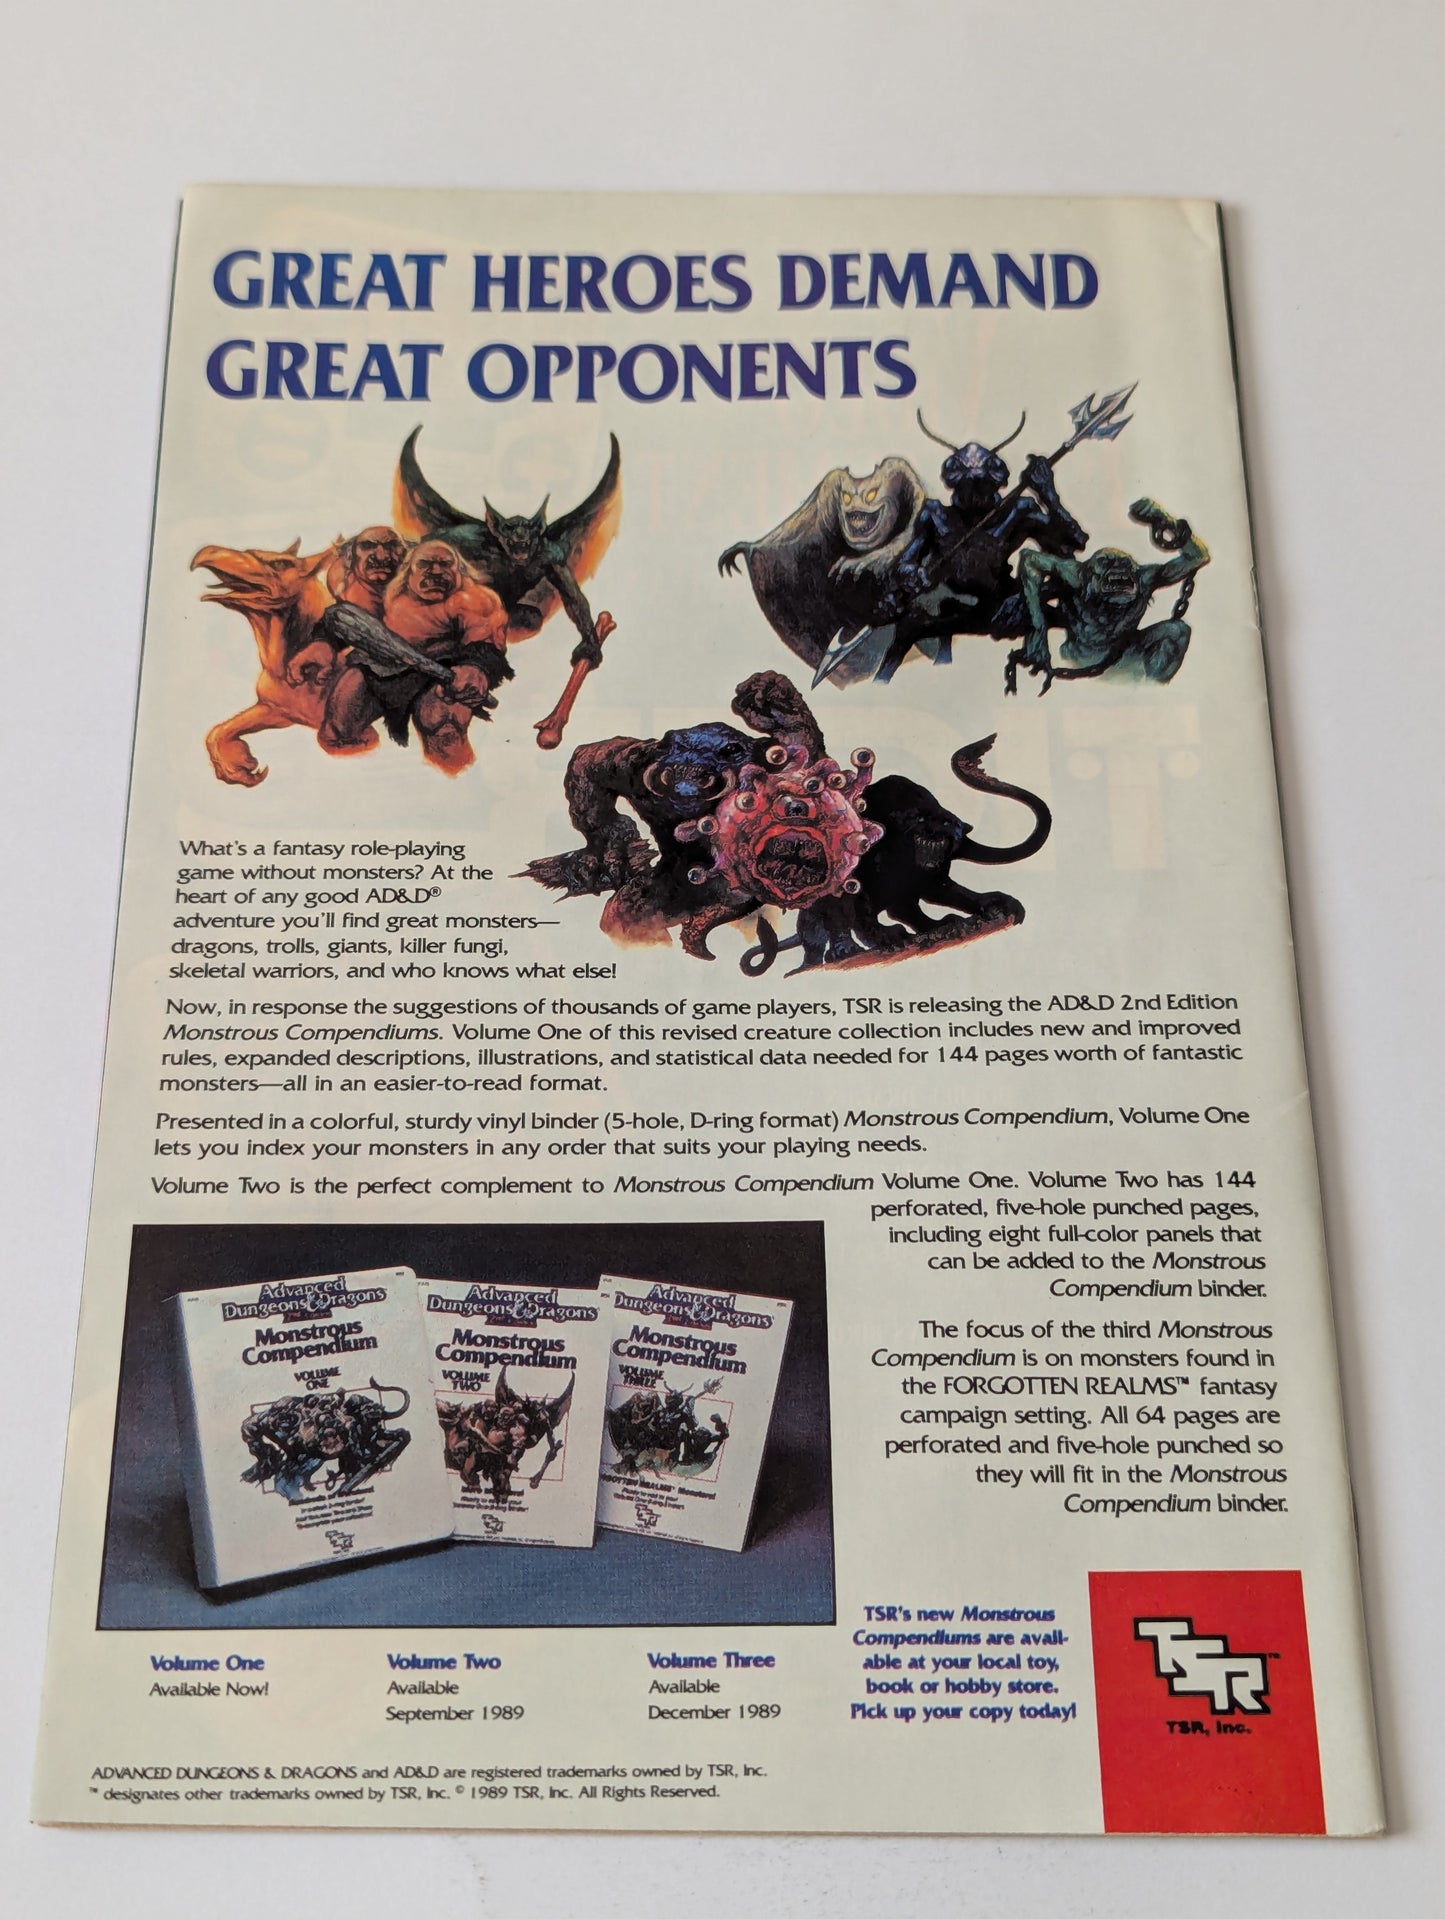 GREAT HEROES DEMAND
GREAT OPPONENTS
What's a fantasy role-playing
game without monsters? At the
heart of any good AD&D®
adventure you'll find great monsters—
dragons, trolls, giants, killer fungi,
skeletal warriors, and who knows what else!
Now, in response the suggestions of thousands of game players, TSR is releasing the AD&D 2nd Edition
Monstrous Compendiums. Volume One of this revised creature collection includes new and improved
rules, expanded descriptions, illustrations, and statistical data needed for 144 pages worth of fantastic
monsters—all in an easier-to-read format.
Presented in a colorful, sturdy vinyl binder (5-hole, D-ring format) Monstrous Compendium, Volume One
lets you index your monsters in any order that suits your playing needs.
Volume Two is the perfect complement to Monstrous Compendium Volume One. Volume Two has 144
perforated, five-hole punched pages,
including eight full-color panels that
can be added to the Monstrous
Compendium binder.
The focus of the third Monstrous
Compendium is on monsters found in
the FORGOTTEN REALMS™ fantasy
campaign setting. All 64 pages are
perforated and five-hole punched so
they will fit in the Monstrous
Compendium binder.
Advanced
Dungeons & Dragons
Monstrous
Compendium
VOLUME
ONE
Advanced
Dungeons & Dragons
Monstrous
Compendium
VOLUME
TWO
Advanced
Dungeons & Dragons
Monstrous
Compendium
VOLUME
THREE
Volume One
Available Now!
Volume Two
Available
September 1989
Volume Three
Available
December 1989
TSR's new Monstrous
Compendiums are avail-
able at your local toy,
book or hobby store.
Pick up your copy today!
TSR™
TSR, Inc.
ADVANCED DUNGEONS & DRAGONS and AD&D are registered trademarks owned by TSR, Inc.
™ designates other trademarks owned by TSR, Inc. © 1989 TSR, Inc. All Rights Reserved.